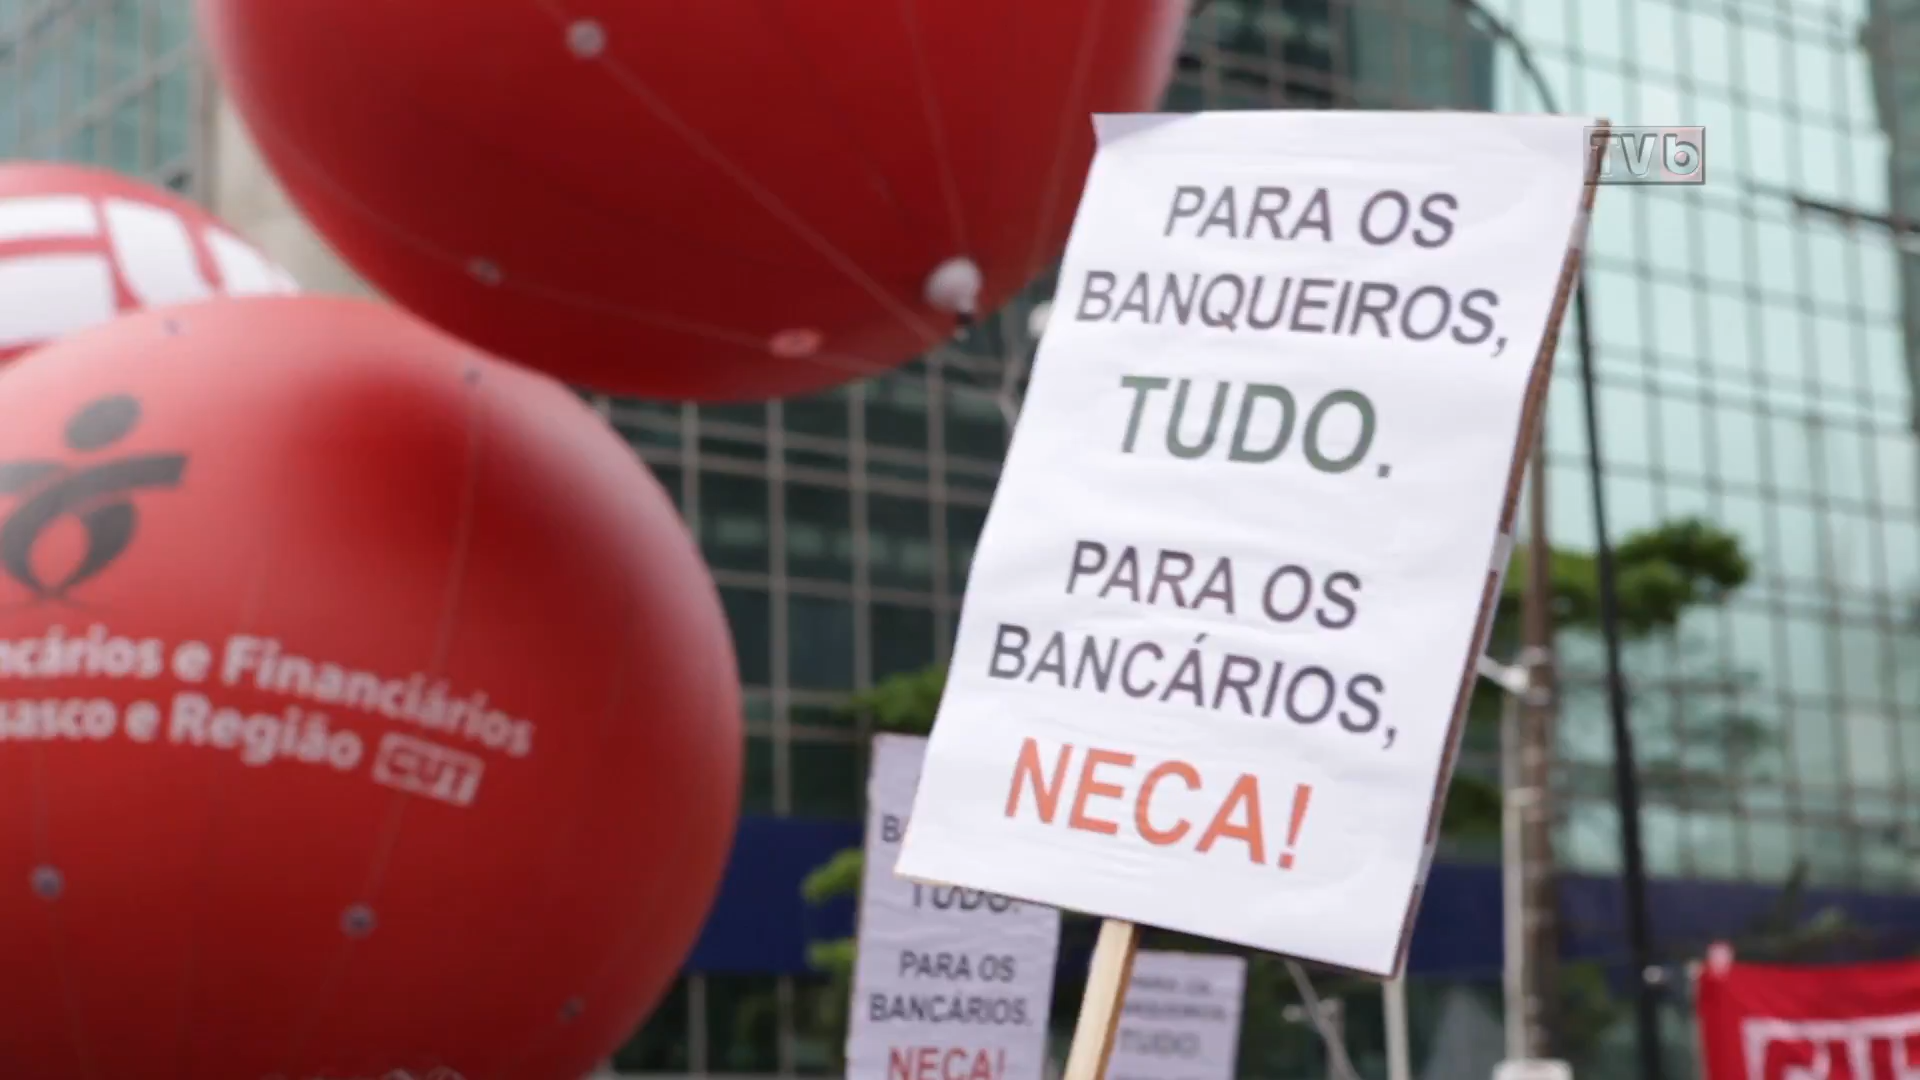 TVb
PARA OS
BANQUEIROS,
TUDO.
PARA OS
BANCÁRIOS,
NECA!
ncários e Financiários
sasco e Região CUT
TUDO.
PARA OS
BANCÁRIOS,
NECA!
TUDO